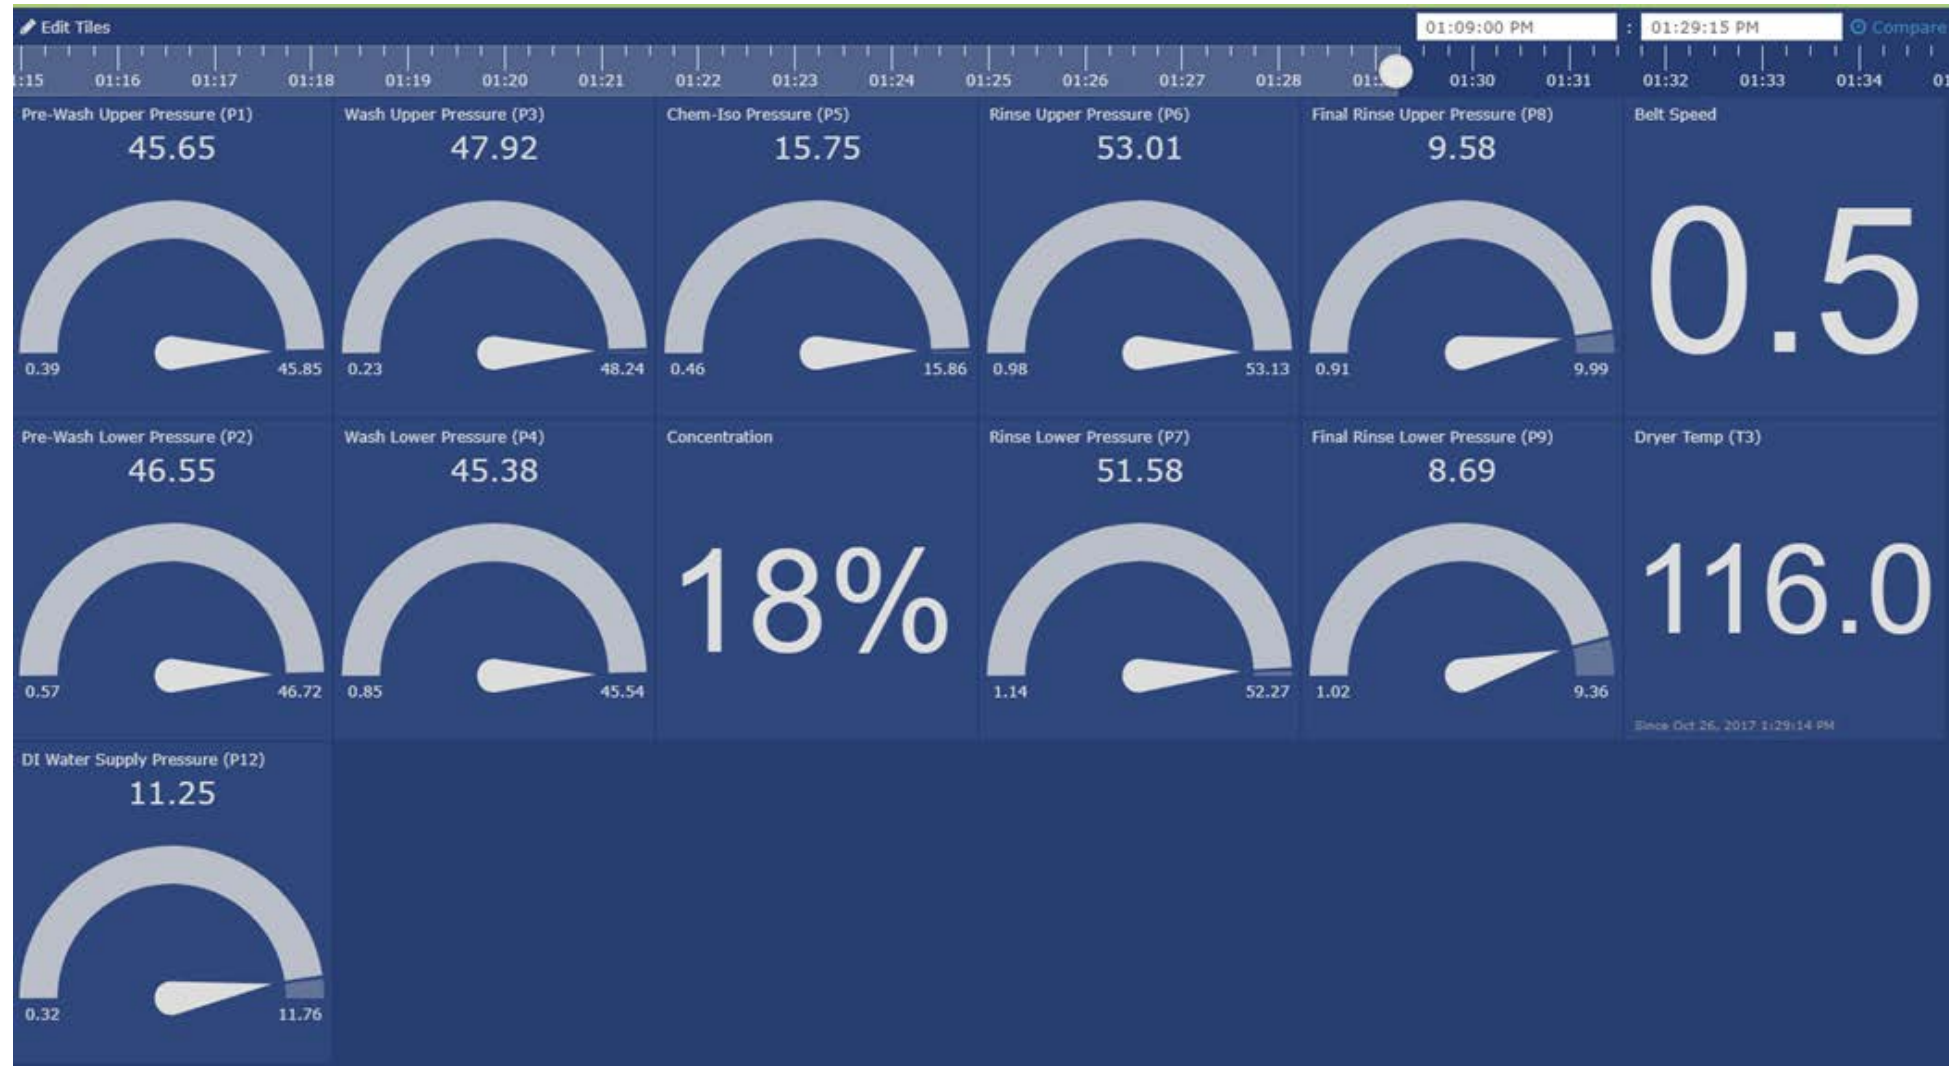 Edit Tiles
01:09:00 PM : 01:29:15 PM Compare
:15 01:16 01:17 01:18 01:19 01:20 01:21 01:22 01:23 01:24 01:25 01:26 01:27 01:28 01: 01:30 01:31 01:32 01:33 01:34
Pre-Wash Upper Pressure (P1)
45.65
0.39 45.85
Wash Upper Pressure (P3)
47.92
0.23 48.24
Chem-Iso Pressure (P5)
15.75
0.46 15.86
Rinse Upper Pressure (P6)
53.01
0.98 53.13
Final Rinse Upper Pressure (P8)
9.58
0.91 9.99
Belt Speed
0.5
Pre-Wash Lower Pressure (P2)
46.55
0.57 46.72
Wash Lower Pressure (P4)
45.38
0.85 45.54
Concentration
18%
Rinse Lower Pressure (P7)
51.58
1.14 52.27
Final Rinse Lower Pressure (P9)
8.69
1.02 9.36
Dryer Temp (T3)
116.0
Since Oct 26, 2017 1:29:14 PM
DI Water Supply Pressure (P12)
11.25
0.32 11.76